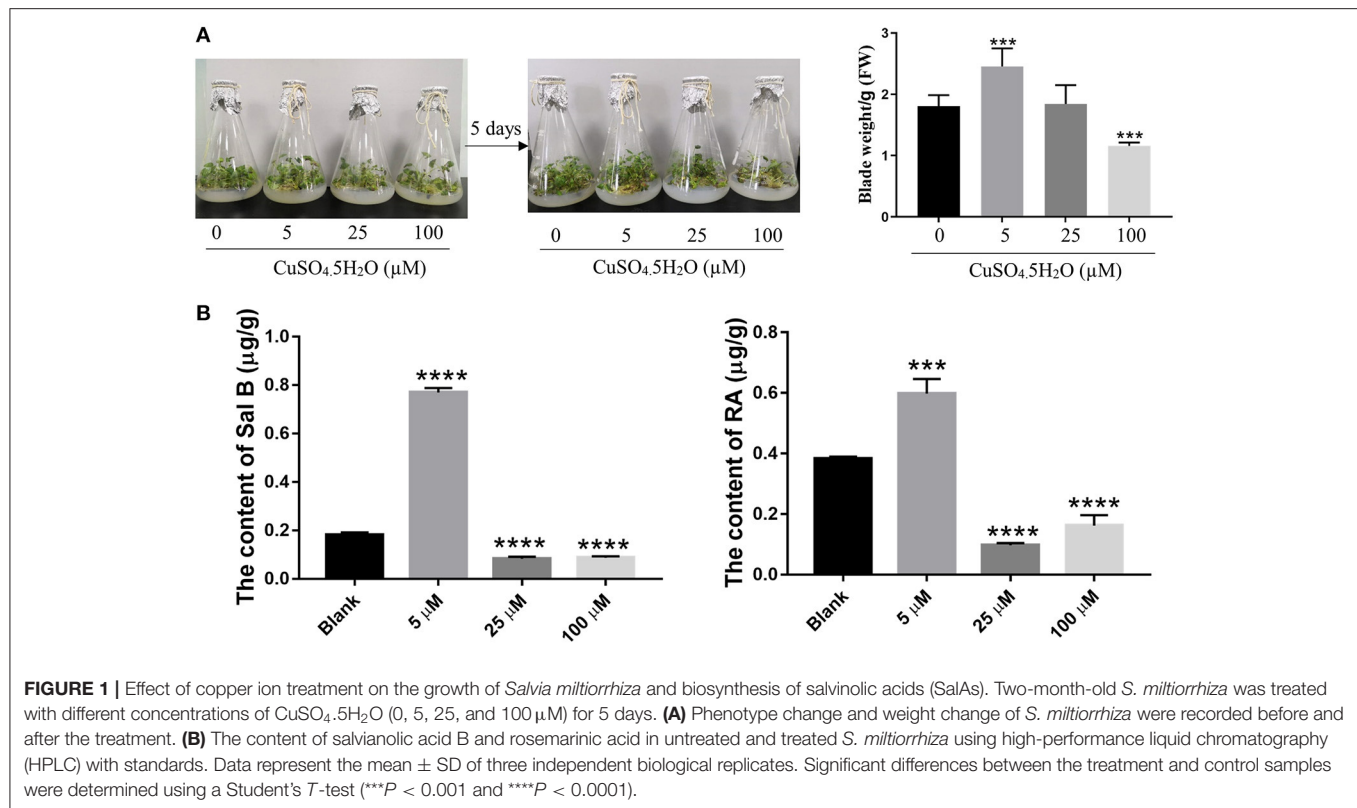 A
5 days
0 5 25 100
CuSO4.5H2O (µM)
0 5 25 100
CuSO4.5H2O (µM)
Blade weight/g (FW)
3
2
1
0
***
***
0 5 25 100
CuSO4.5H2O (µM)
B
The content of Sal B (µg/g)
1.0
0.8
0.6
0.4
0.2
0.0
****
****
****
Blank
5 µM
25 µM
100 µM
The content of RA (µg/g)
0.8
0.6
0.4
0.2
0.0
***
****
****
Blank
5 µM
25 µM
100 µM
FIGURE 1 | Effect of copper ion treatment on the growth of Salvia miltiorrhiza and biosynthesis of salvinolic acids (SalAs). Two-month-old S. miltiorrhiza was treated
with different concentrations of CuSO4.5H2O (0, 5, 25, and 100 µM) for 5 days. (A) Phenotype change and weight change of S. miltiorrhiza were recorded before and
after the treatment. (B) The content of salvianolic acid B and rosemarinic acid in untreated and treated S. miltiorrhiza using high-performance liquid chromatography
(HPLC) with standards. Data represent the mean ± SD of three independent biological replicates. Significant differences between the treatment and control samples
were determined using a Student's T-test (***P < 0.001 and ****P < 0.0001).